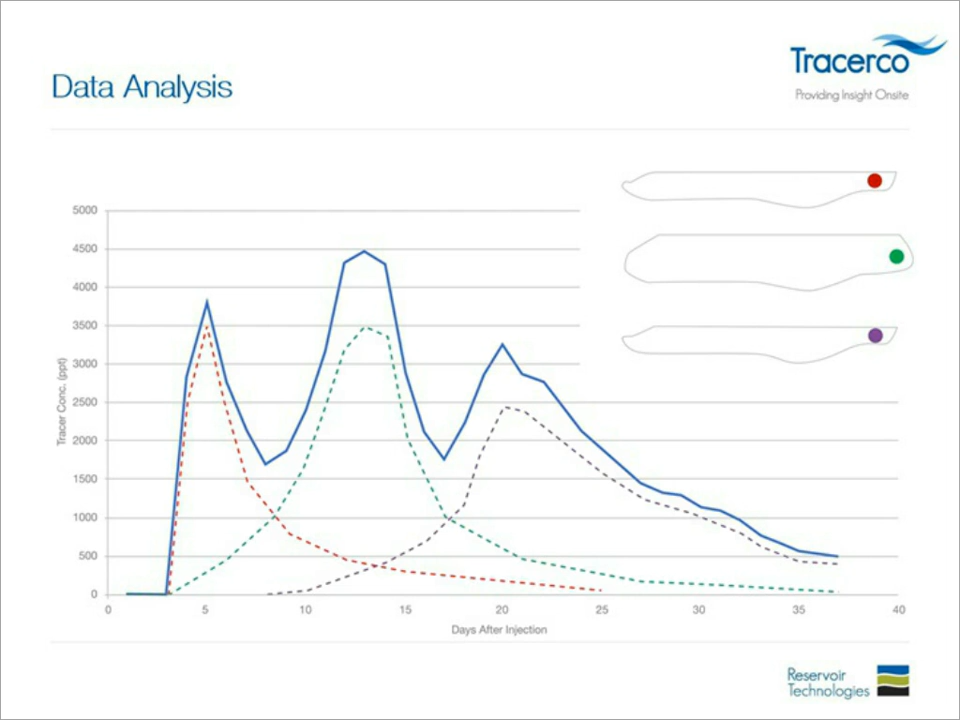 Data Analysis
Tracerco
Providing Insight Onsite
5000
4500
4000
3500
3000
2500
2000
1500
1000
500
0
Tracer Conc. (ppt)
0 5 10 15 20 25 30 35 40
Days After Injection
Reservoir
Technologies